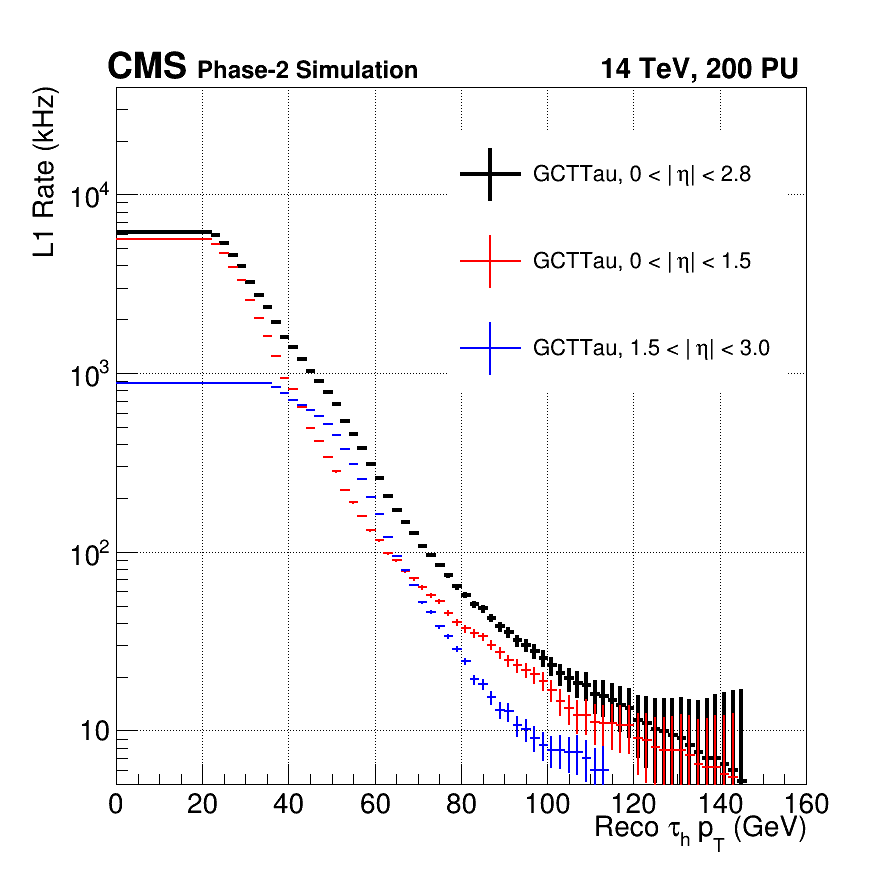 CMS Phase-2 Simulation 14 TeV, 200 PU
L1 Rate (kHz)
GCTTau, 0 < | η| < 2.8
GCTTau, 0 < | η| < 1.5
GCTTau, 1.5 < | η| < 3.0
10⁴
10³
10²
10
0 20 40 60 80 100 120 140 160
Reco τh pT (GeV)